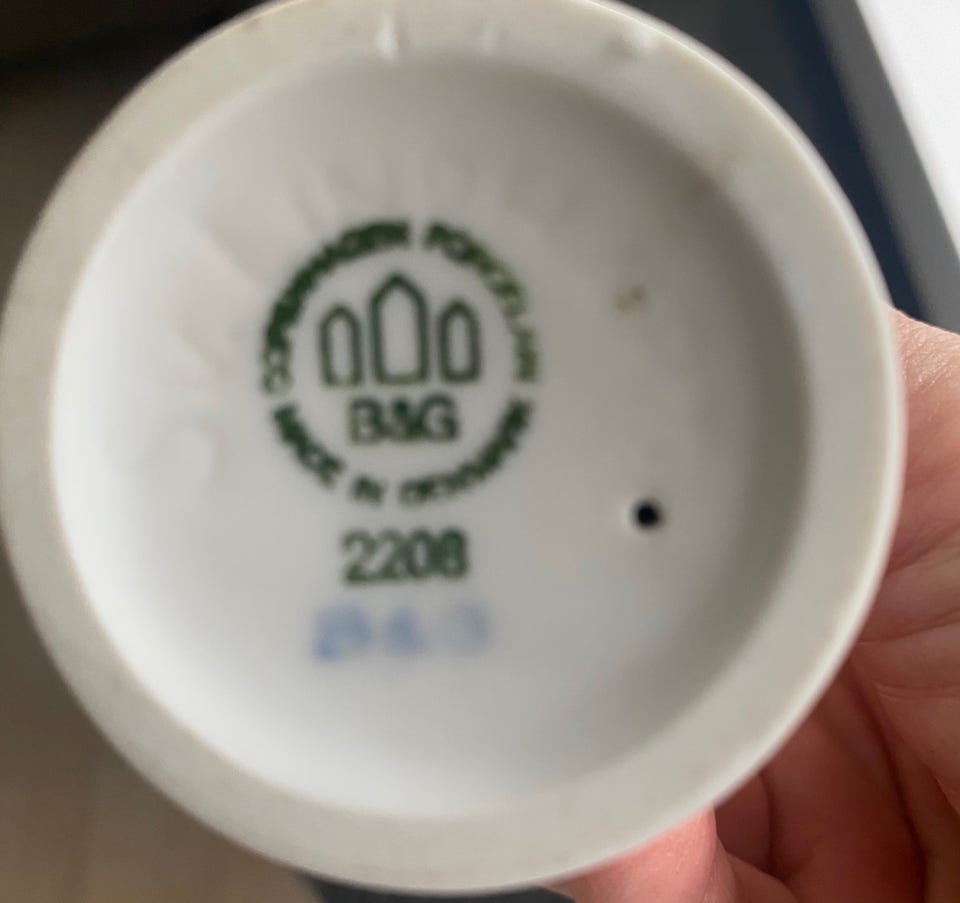 COPENHAGEN PORCELAIN
B&G
MADE IN DENMARK
2208